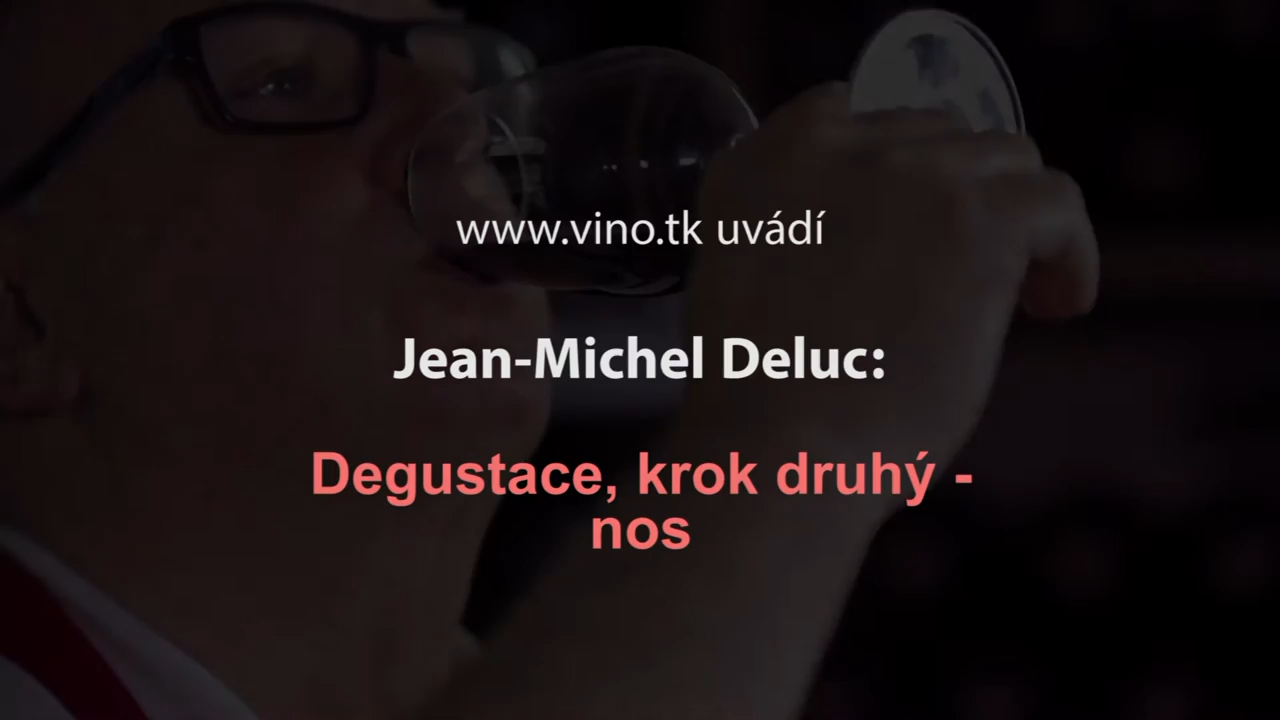 www.vino.tk uvádí
Jean-Michel Deluc:
Degustace, krok druhý -
nos